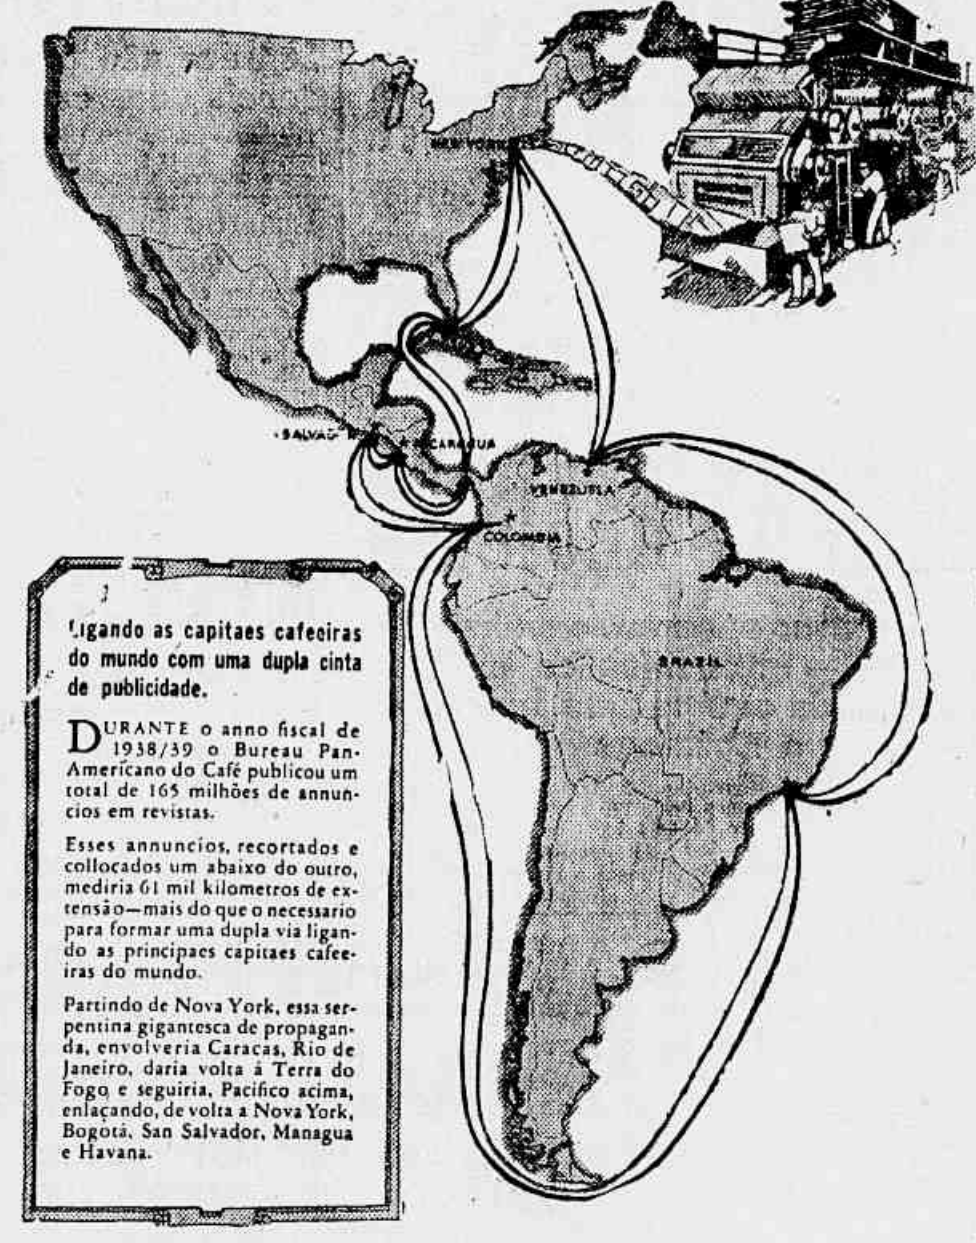 NEW YORK
NICARAGUA
VENEZUELA
COLOMBIA
BRAZIL
Ligando as capitaes cafeeiras
do mundo com uma dupla cinta
de publicidade.
DURANTE o anno fiscal de
1938/39 o Bureau Pan-
Americano do Café publicou um
total de 165 milhões de annun-
cios em revistas.
Esses annuncios, recortados e
collocados um abaixo do outro,
mediria 61 mil kilometros de ex-
tensão—mais do que o necessario
para formar uma dupla via ligan-
do as principaes capitaes cafee-
iras do mundo.
Partindo de Nova York, essa ser-
pentina gigantesca de propagan-
da, envolveria Caracas, Rio de
Janeiro, daria volta á Terra do
Fogo e seguiria, Pacifico acima,
enlaçando, de volta a Nova York,
Bogotá, San Salvador, Managua
e Havana.